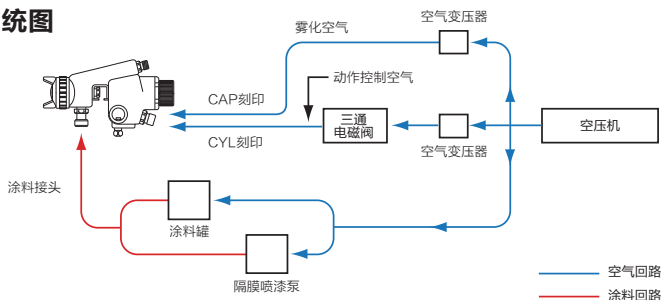 统图
空气变压器
雾化空气
动作控制空气
CAP刻印
三通
电磁阀
空压机
CYL刻印
空气变压器
涂料接头
涂料罐
隔膜喷漆泵
空气回路
涂料回路